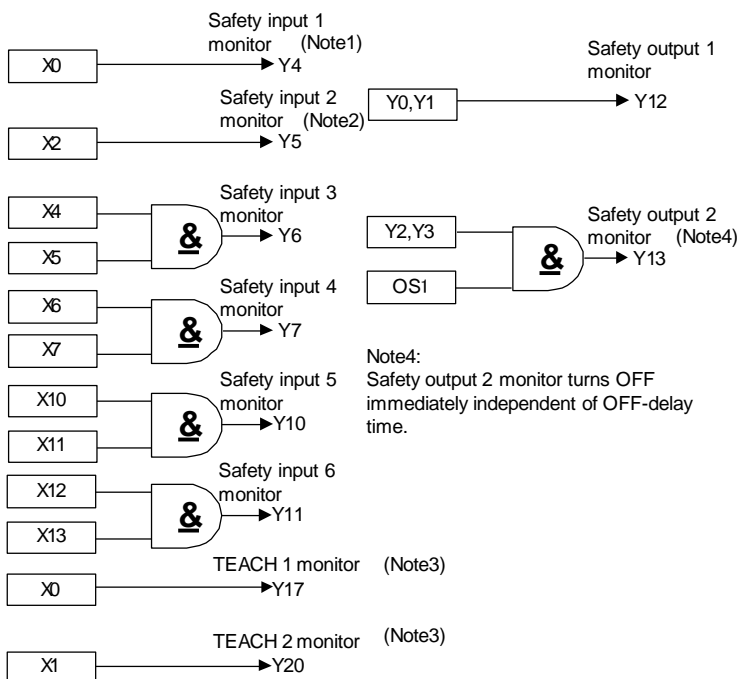 Safety input 1
monitor (Note1)
X0
Y4
Safety input 2
monitor (Note2)
X2
Y5
Safety input 3
monitor
X4
X5
&
Y6
Safety input 4
monitor
X6
X7
&
Y7
Safety input 5
monitor
X10
X11
&
Y10
Safety input 6
monitor
X12
X13
&
Y11
TEACH 1 monitor (Note3)
X0
Y17
TEACH 2 monitor (Note3)
X1
Y20
Safety output 1
monitor
Y0,Y1
Y12
Safety output 2
monitor (Note4)
Y2,Y3
OS1
&
Y13
Note4:
Safety output 2 monitor turns OFF
immediately independent of OFF-delay
time.